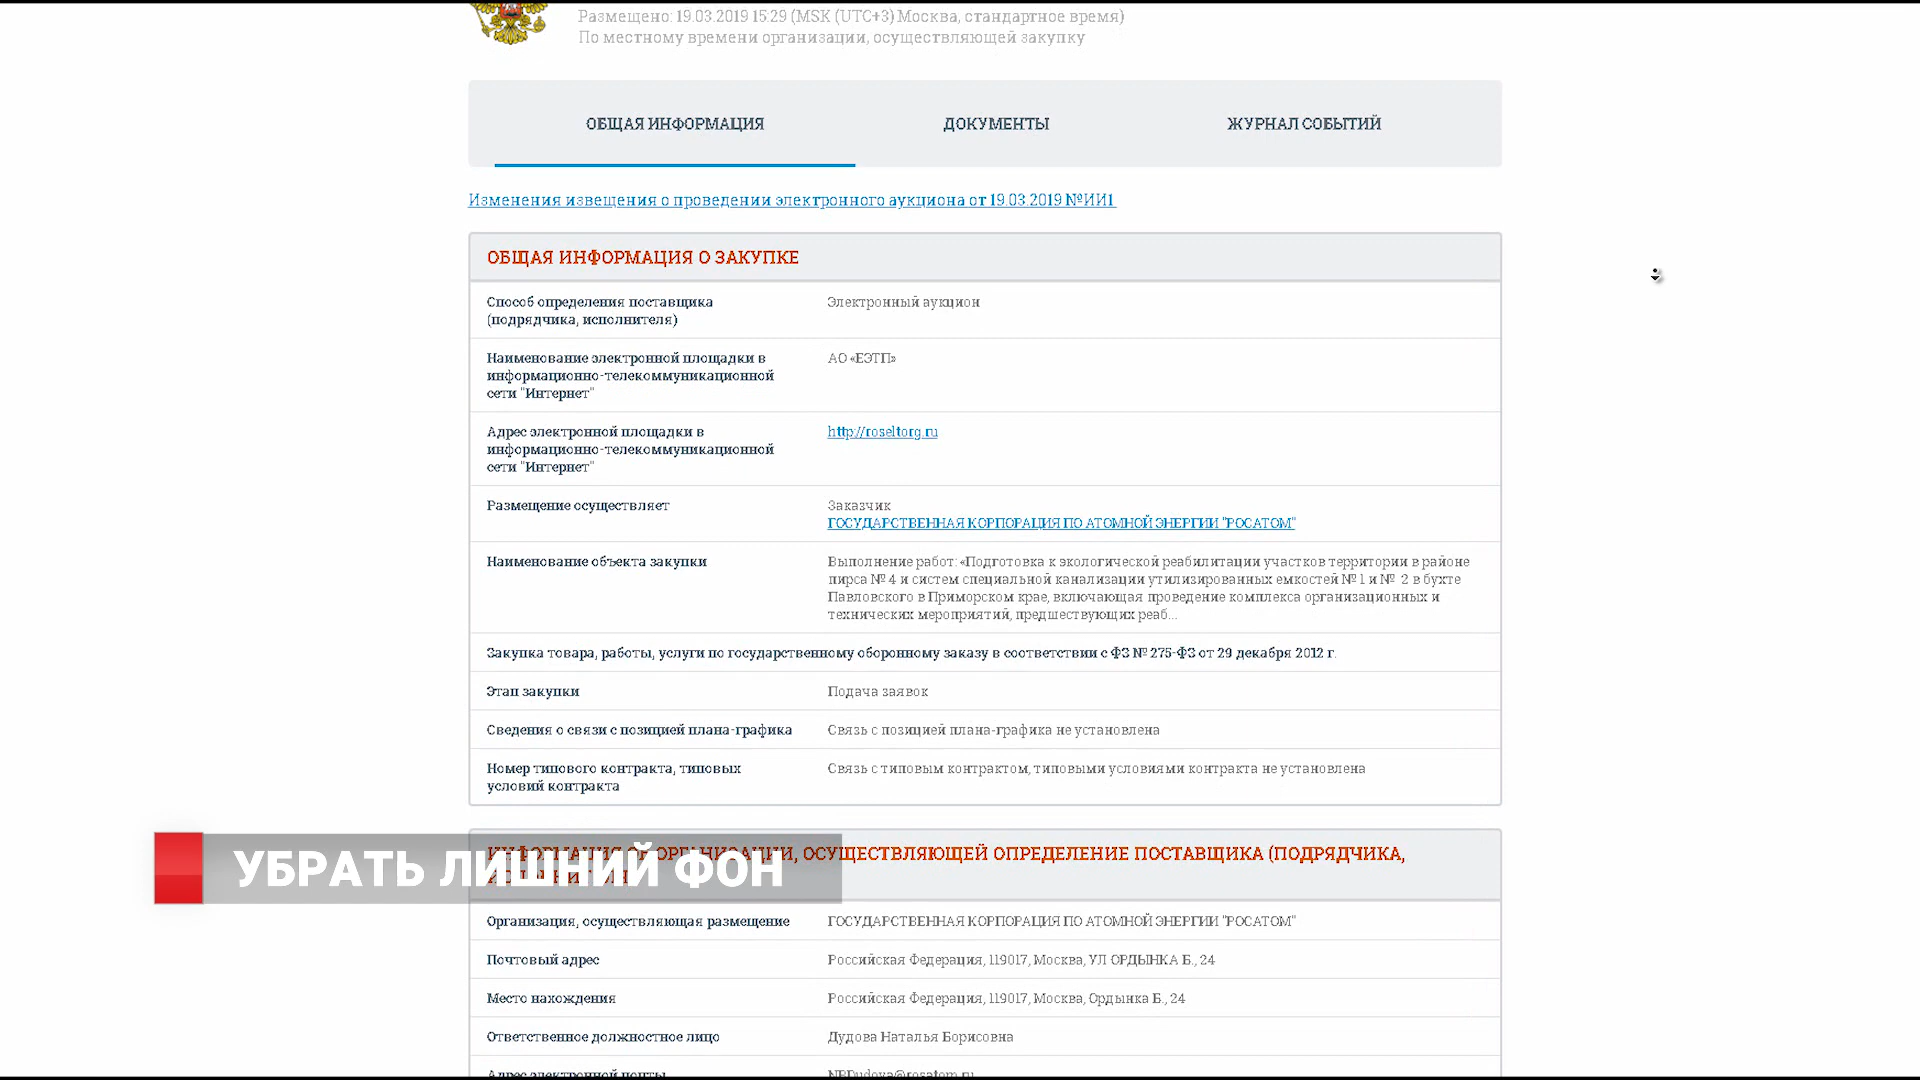 Размещено: 19.03.2019 15:29 (MSK (UTC+3) Москва, стандартное время)
По местному времени организации, осуществляющей закупку
ОБЩАЯ ИНФОРМАЦИЯ
ДОКУМЕНТЫ
ЖУРНАЛ СОБЫТИЙ
Изменения извещения о проведении электронного аукциона от 19.03.2019 №ИИ1
ОБЩАЯ ИНФОРМАЦИЯ О ЗАКУПКЕ
Способ определения поставщика
(подрядчика, исполнителя)
Электронный аукцион
Наименование электронной площадки в
информационно-телекоммуникационной
сети "Интернет"
АО «ЕЭТП»
Адрес электронной площадки в
информационно-телекоммуникационной
сети "Интернет"
http://roseltorg.ru
Размещение осуществляет
Заказчик
ГОСУДАРСТВЕННАЯ КОРПОРАЦИЯ ПО АТОМНОЙ ЭНЕРГИИ "РОСАТОМ"
Наименование объекта закупки
Выполнение работ: «Подготовка к экологической реабилитации участков территории в районе
пирса № 4 и систем специальной канализации утилизированных емкостей № 1 и № 2 в бухте
Павловского в Приморском крае, включающая проведение комплекса организационных и
технических мероприятий, предшествующих реаб...
Закупка товара, работы, услуги по государственному оборонному заказу в соответствии с ФЗ № 275-ФЗ от 29 декабря 2012 г.
Этап закупки
Подача заявок
Сведения о связи с позицией плана-графика
Связь с позицией плана-графика не установлена
Номер типового контракта, типовых
условий контракта
Связь с типовым контрактом, типовыми условиями контракта не установлена
ИНФОРМАЦИЯ ОБ ОРГАНИЗАЦИИ, ОСУЩЕСТВЛЯЮЩЕЙ ОПРЕДЕЛЕНИЕ ПОСТАВЩИКА (ПОДРЯДЧИКА,
УБРАТЬ ЛИШНИЙ ФОН
Организация, осуществляющая размещение
ГОСУДАРСТВЕННАЯ КОРПОРАЦИЯ ПО АТОМНОЙ ЭНЕРГИИ "РОСАТОМ"
Почтовый адрес
Российская Федерация, 119017, Москва, УЛ ОРДЫНКА Б., 24
Место нахождения
Российская Федерация, 119017, Москва, Ордынка Б., 24
Ответственное должностное лицо
Дудова Наталья Борисовна
Адрес электронной почты
NBDudova@rosatom.ru